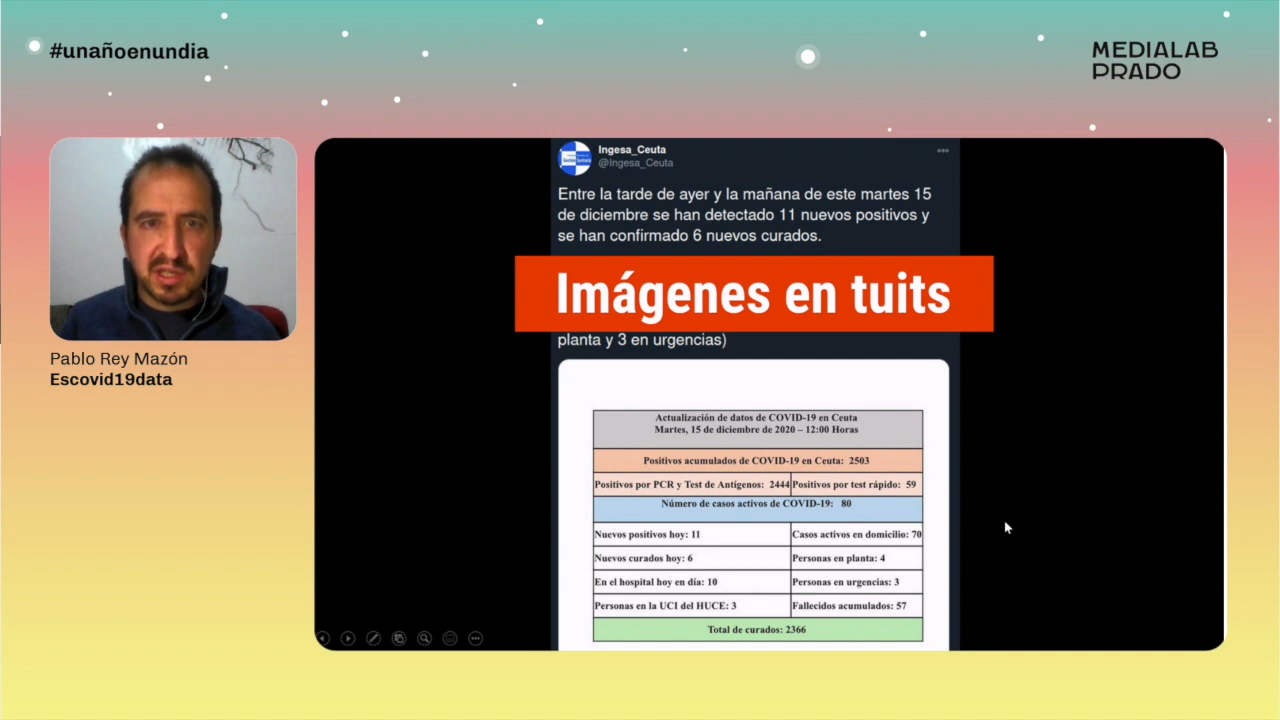 #unañoenundia
MEDIALAB
PRADO
Pablo Rey Mazón
Escovid19data
Ingesa_Ceuta
@Ingesa_Ceuta
Entre la tarde de ayer y la mañana de este martes 15
de diciembre se han detectado 11 nuevos positivos y
se han confirmado 6 nuevos curados.
Imágenes en tuits
planta y 3 en urgencias)
Actualización de datos de COVID-19 en Ceuta
Martes, 15 de diciembre de 2020 – 12:00 Horas
Positivos acumulados de COVID-19 en Ceuta: 2503
Positivos por PCR y Test de Antígenos: 2444 Positivos por test rápido: 59
Número de casos activos de COVID-19: 80
Nuevos positivos hoy: 11 Casos activos en domicilio: 70
Nuevos curados hoy: 6 Personas en planta: 4
En el hospital hoy en día: 10 Personas en urgencias: 3
Personas en la UCI del HUCE: 3 Fallecidos acumulados: 57
Total de curados: 2366